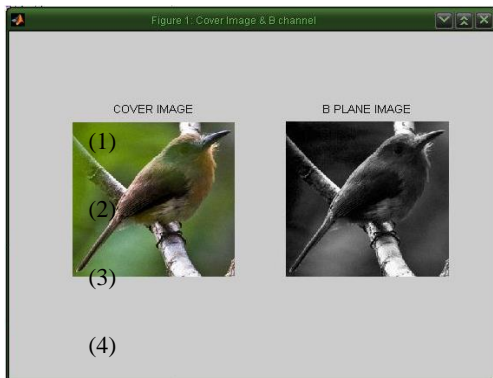 Figure 1: Cover Image & B channel
COVER IMAGE
B PLANE IMAGE
(1)
(2)
(3)
(4)